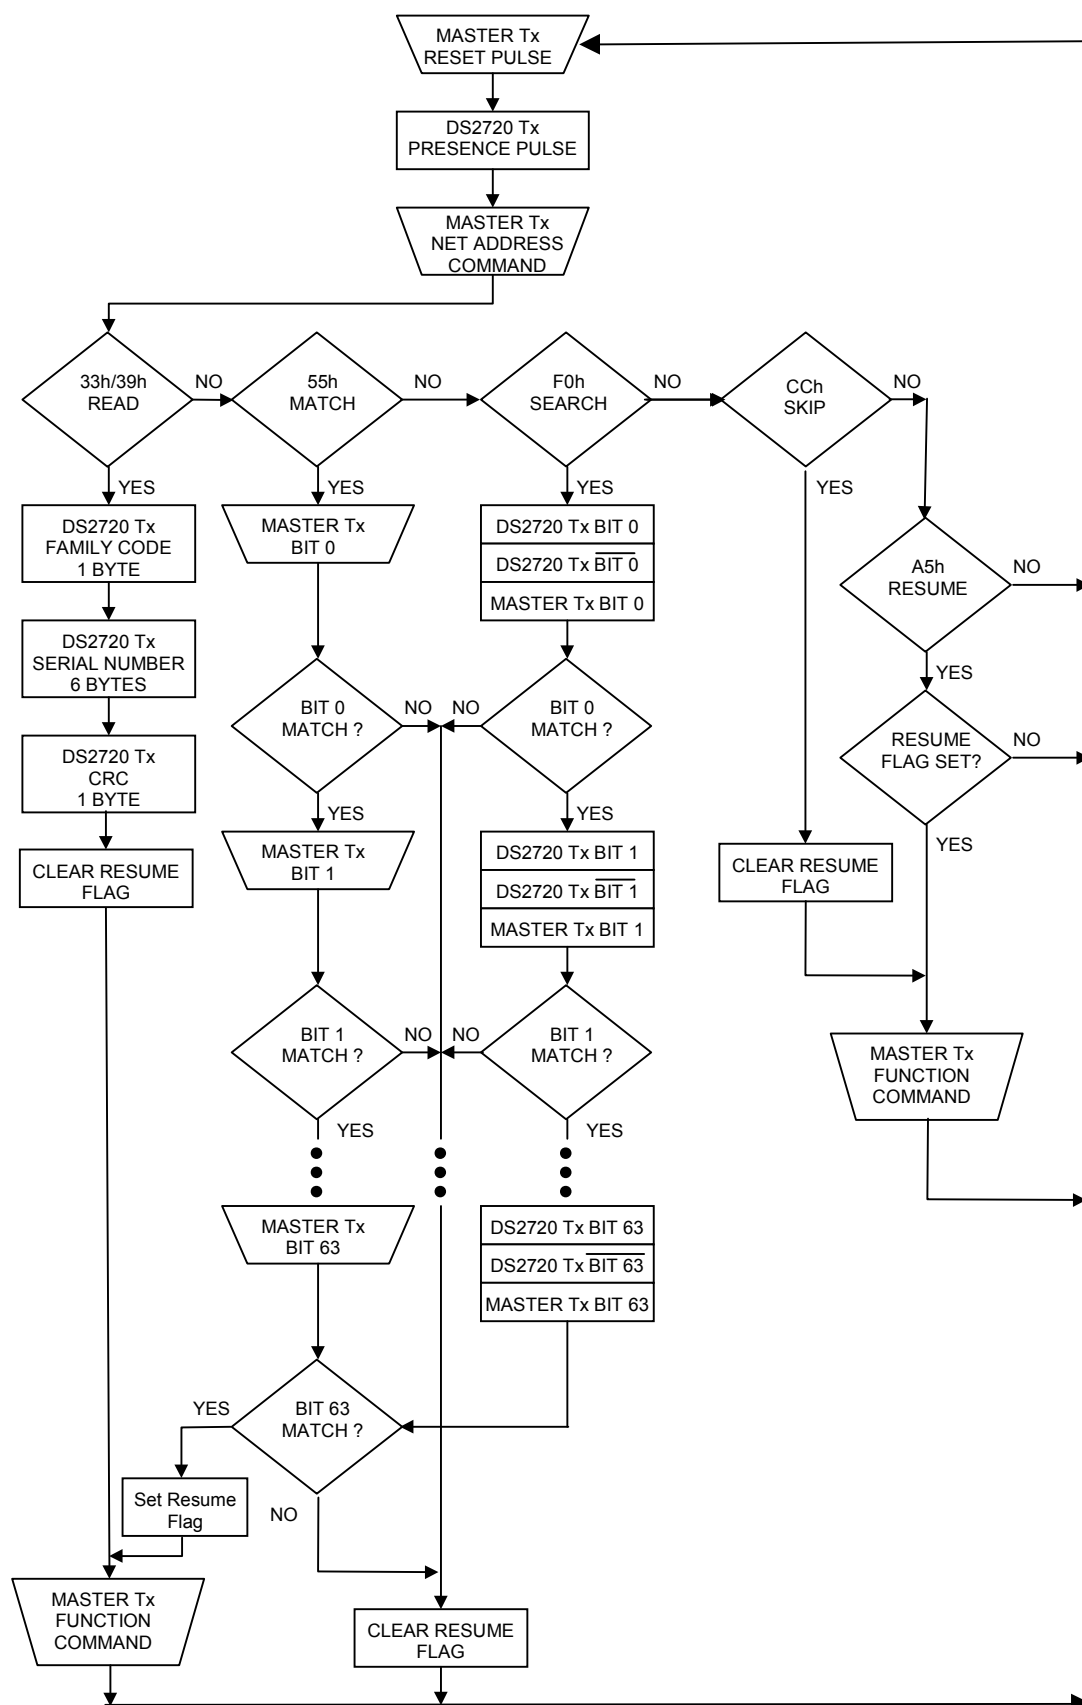 MASTER Tx
RESET PULSE
DS2720 Tx
PRESENCE PULSE
MASTER Tx
NET ADDRESS
COMMAND
33h/39h
READ
NO
55h
MATCH
NO
F0h
SEARCH
NO
CCh
SKIP
NO
YES
YES
YES
YES
DS2720 Tx
FAMILY CODE
1 BYTE
MASTER Tx
BIT 0
DS2720 Tx BIT 0
DS2720 Tx BIT 0
MASTER Tx BIT 0
A5h
RESUME
NO
YES
DS2720 Tx
SERIAL NUMBER
6 BYTES
BIT 0
MATCH ?
NO
NO
BIT 0
MATCH ?
RESUME
FLAG SET?
NO
YES
DS2720 Tx
CRC
1 BYTE
YES
YES
CLEAR RESUME
FLAG
MASTER Tx
BIT 1
DS2720 Tx BIT 1
DS2720 Tx BIT 1
MASTER Tx BIT 1
CLEAR RESUME
FLAG
BIT 1
MATCH ?
NO
NO
BIT 1
MATCH ?
MASTER Tx
FUNCTION
COMMAND
YES
YES
MASTER Tx
BIT 63
DS2720 Tx BIT 63
DS2720 Tx BIT 63
MASTER Tx BIT 63
YES
BIT 63
MATCH ?
Set Resume
Flag
NO
MASTER Tx
FUNCTION
COMMAND
CLEAR RESUME
FLAG